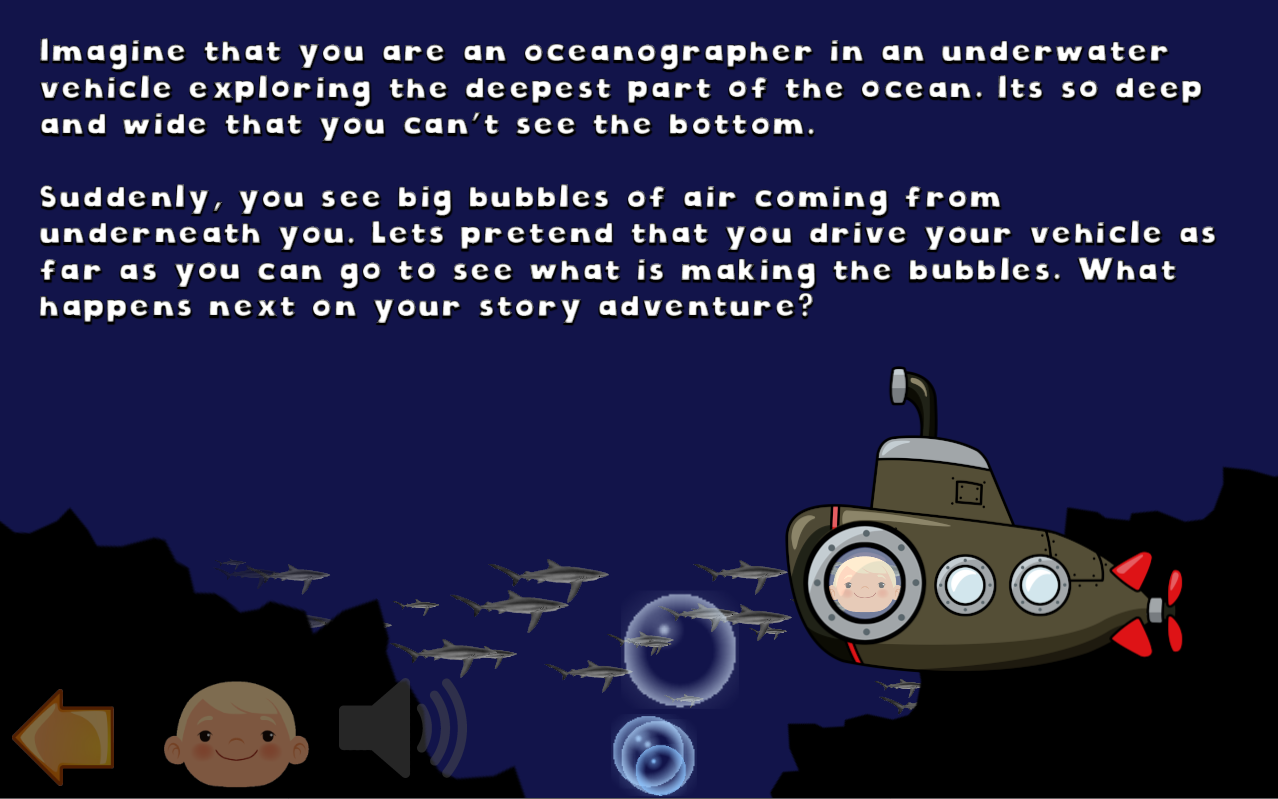 Imagine that you are an oceanographer in an underwater
vehicle exploring the deepest part of the ocean. Its so deep
and wide that you can't see the bottom.
Suddenly, you see big bubbles of air coming from
underneath you. Lets pretend that you drive your vehicle as
far as you can go to see what is making the bubbles. What
happens next on your story adventure?